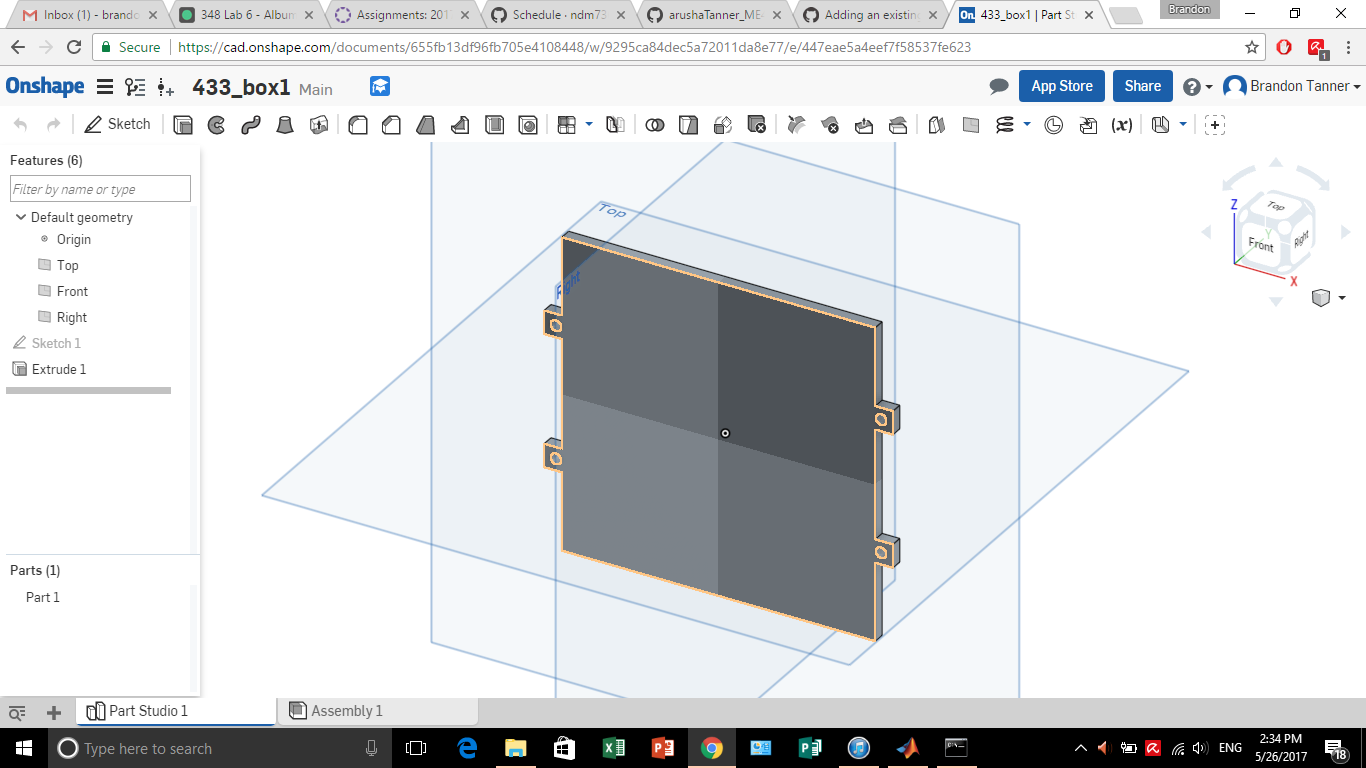 Inbox (1) - brando
348 Lab 6 - Album
Assignments: 201
Schedule · ndm73
arushaTanner_ME-
Adding an existin
On. 433_box1 | Part St
Brandon
Secure
https://cad.onshape.com/documents/655fb13df96fb705e4108448/w/9295ca84dec5a72011da8e77/e/447eae5a4eef7f58537fe623
1
Onshape
433_box1 Main
App Store
Share
Brandon Tanner
Sketch
(x)
Features (6)
Filter by name or type
Default geometry
Origin
Top
Front
Right
Sketch 1
Extrude 1
Parts (1)
Part 1
Top
Right
Z
Top
Y
Front
Right
X
Part Studio 1
Assembly 1
Type here to search
ENG
2:34 PM
5/26/2017
18